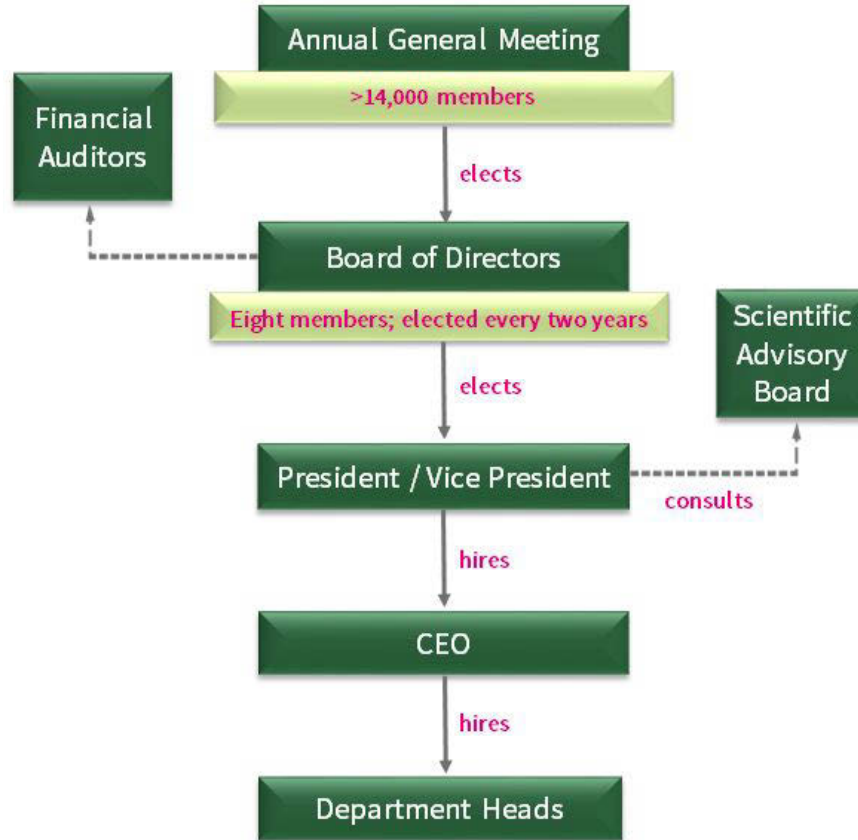 Annual General Meeting
>14,000 members
Financial
Auditors
elects
Board of Directors
Eight members; elected every two years
Scientific
Advisory
Board
elects
President / Vice President
consults
hires
CEO
hires
Department Heads